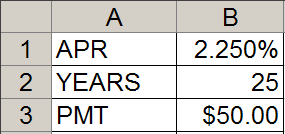 A B
1 APR 2.250%
2 YEARS 25
3 PMT $50.00